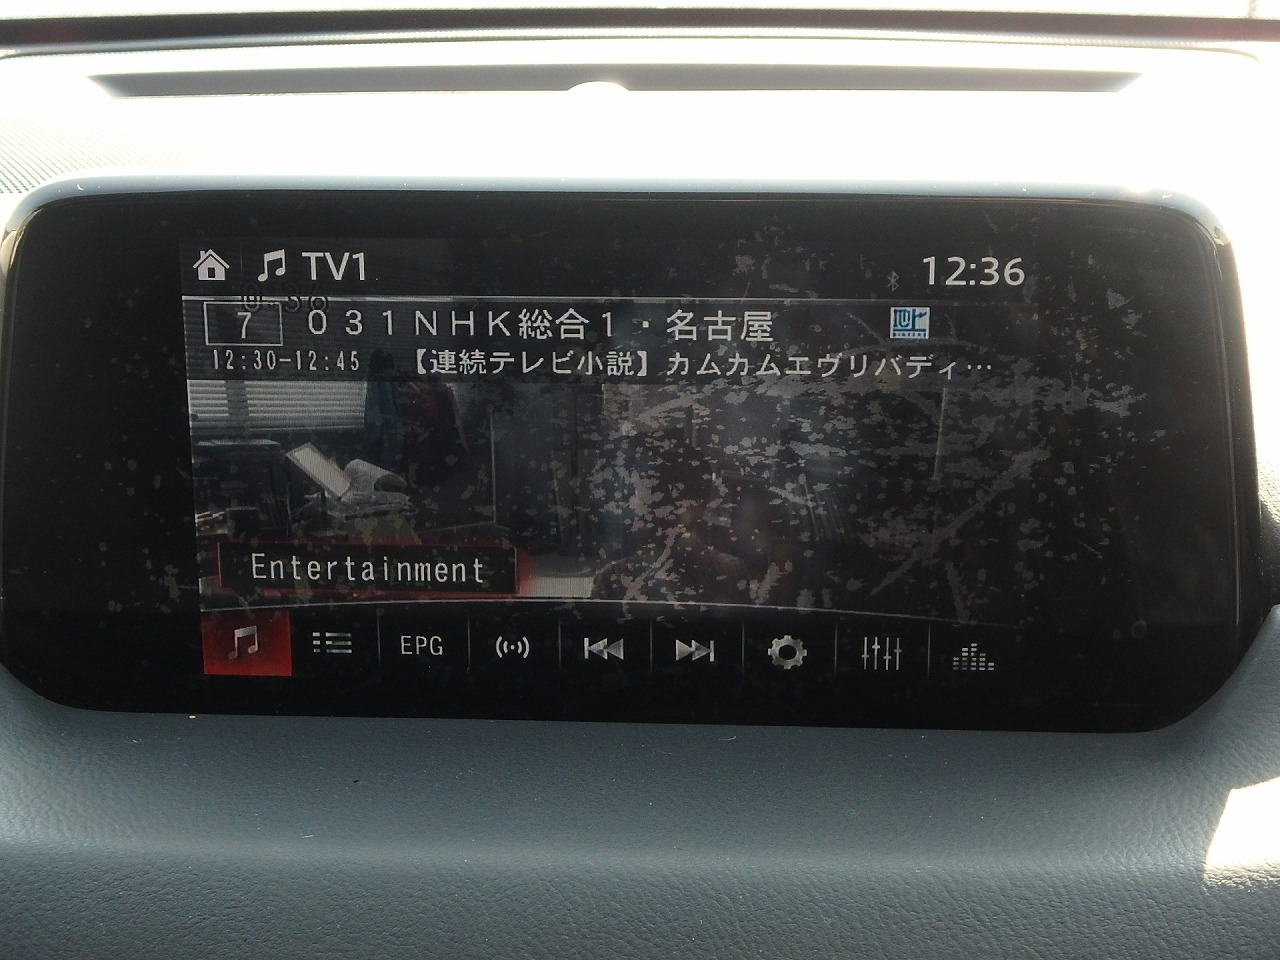 TV1 12:36
0:36
7 031NHK総合1・名古屋
12:30-12:45 【連続テレビ小説】カムカムエヴリバディ…
Entertainment
EPG